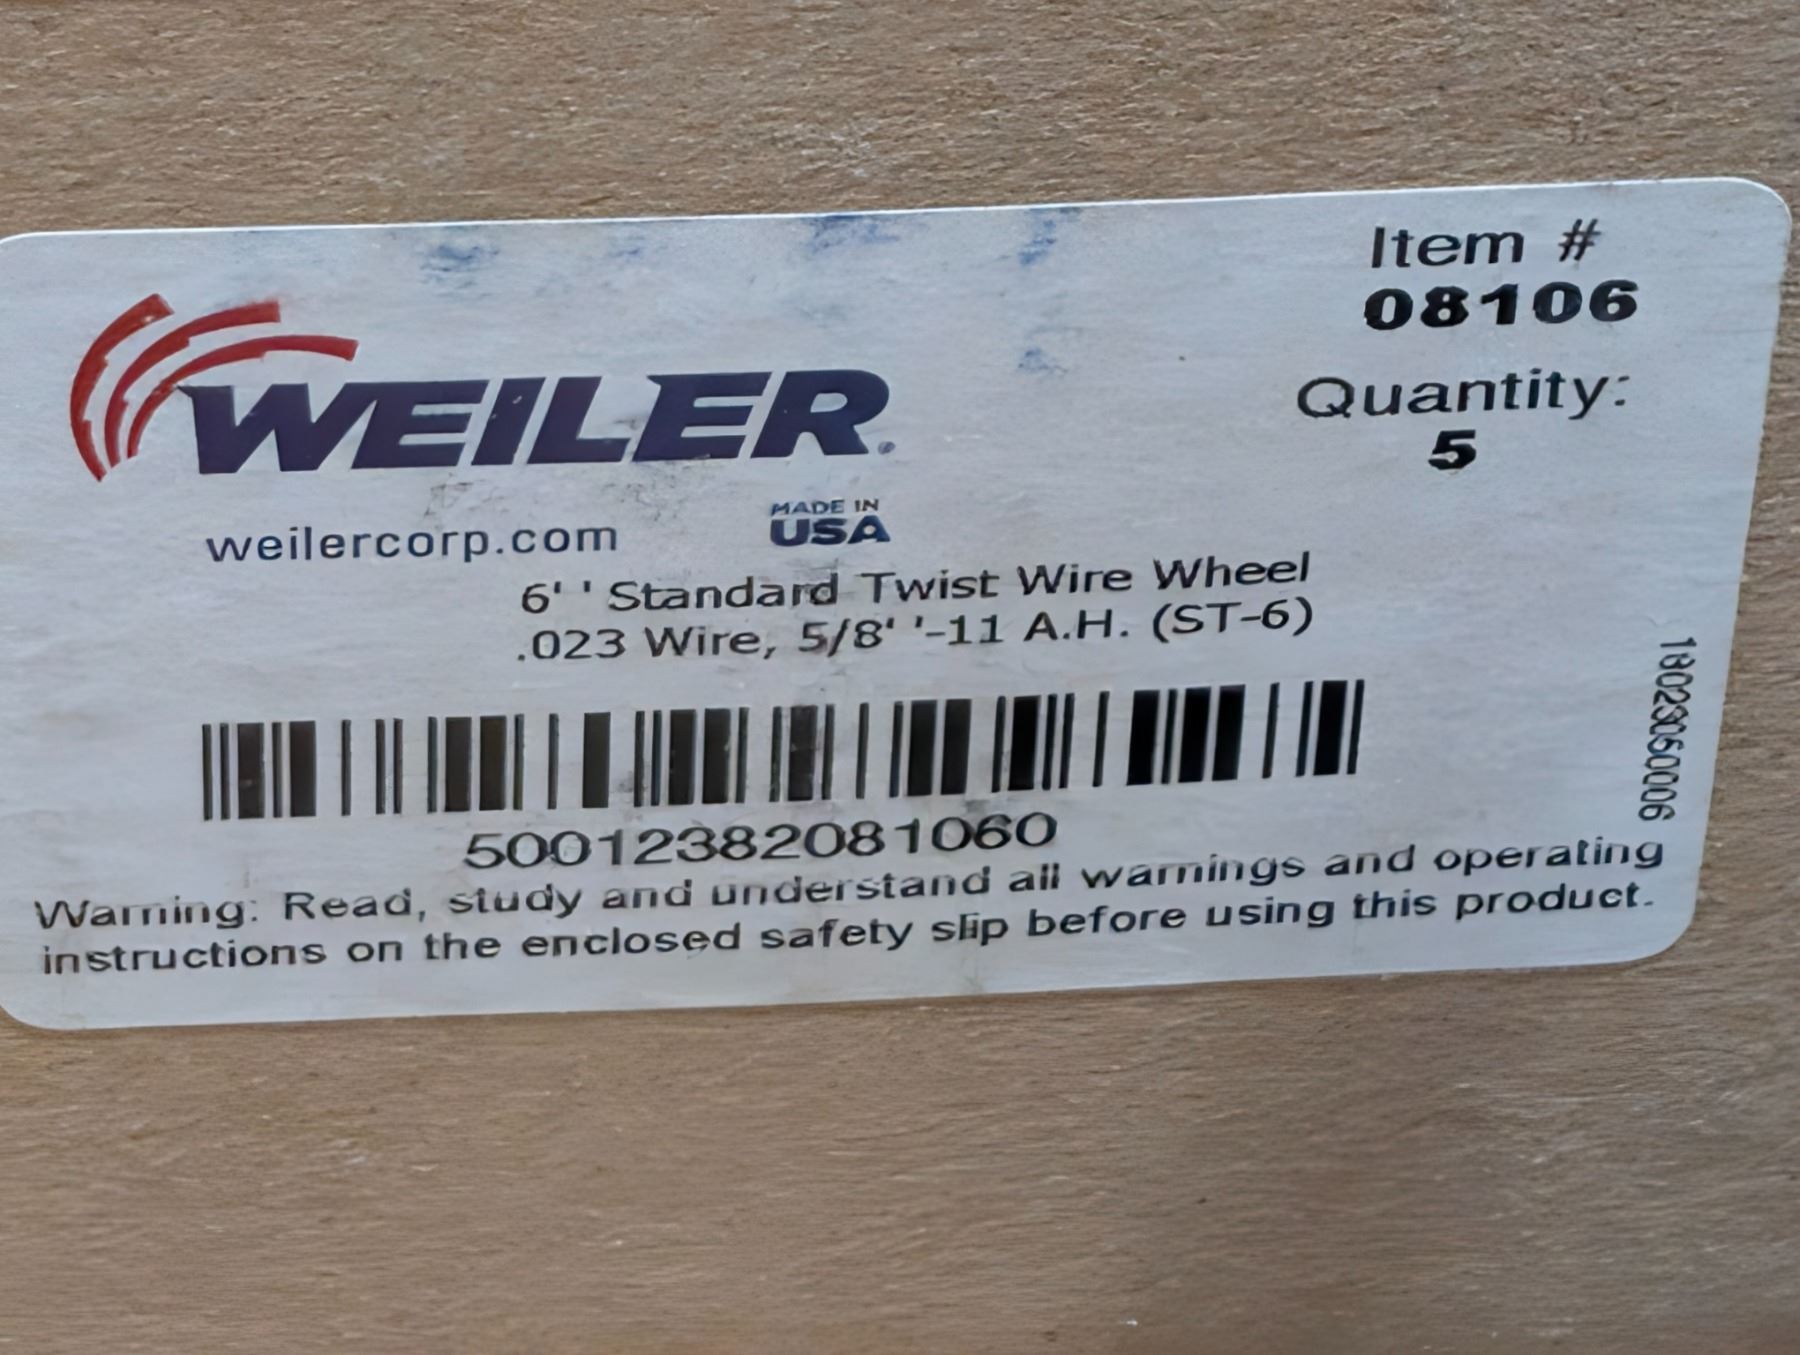 WEILER
weilercorp.com
MADE IN
USA
Item #
08106
Quantity:
5
6'' Standard Twist Wire Wheel
.023 Wire, 5/8''-11 A.H. (ST-6)
50012382081060
Warning: Read, study and understand all warnings and operating
instructions on the enclosed safety slip before using this product.